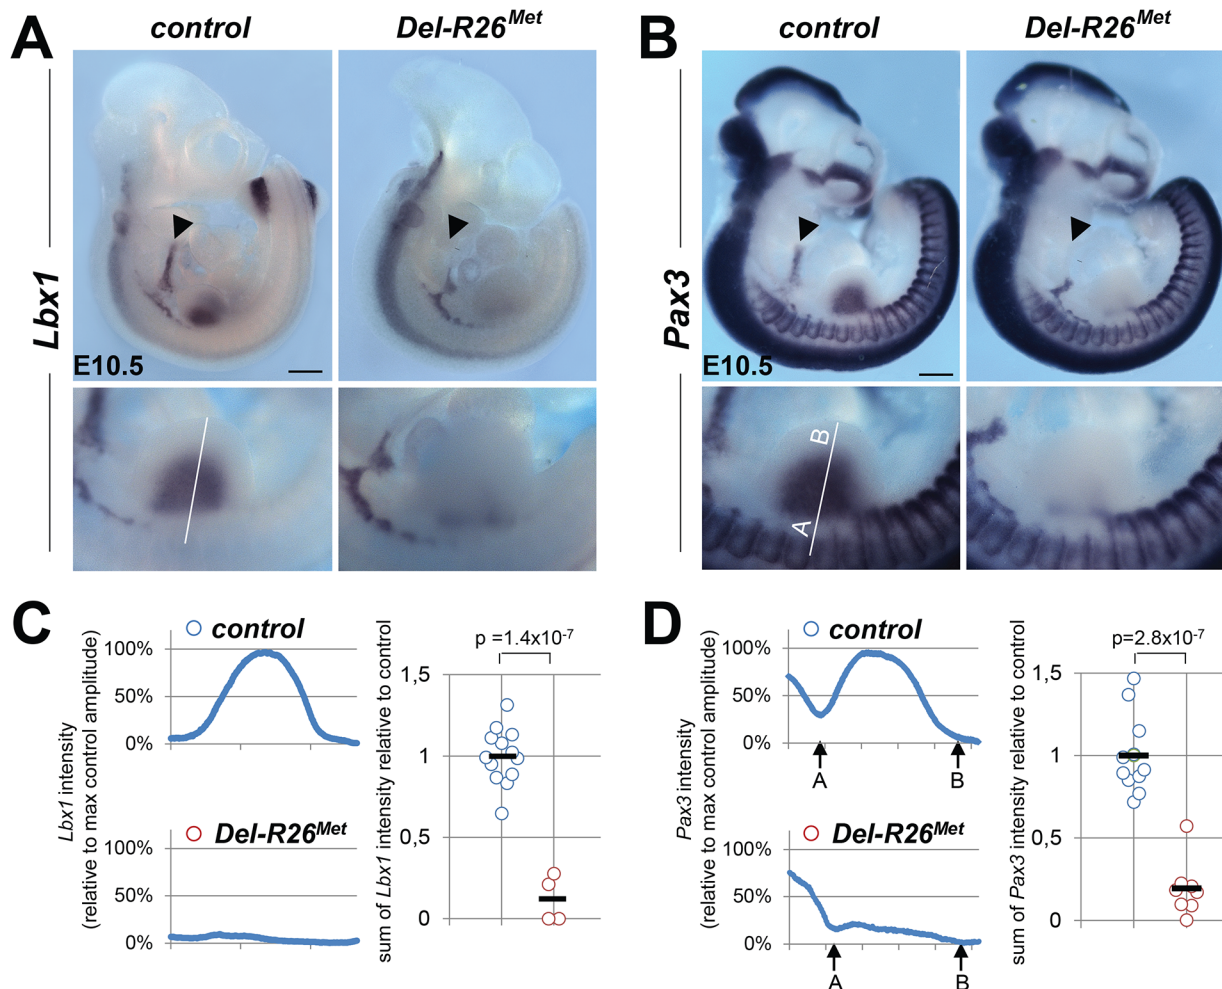 A
control
Del-R26Met
Lbx1
E10.5
B
control
Del-R26Met
Pax3
E10.5
B
A
C
Lbx1 intensity
(relative to max control amplitude)
control
100%
50%
0%
Del-R26Met
100%
50%
0%
sum of Lbx1 intensity relative to control
p =1.4x10-7
1,5
1
0,5
0
D
Pax3 intensity
(relative to max control amplitude)
control
100%
50%
0%
A
B
Del-R26Met
100%
50%
0%
A
B
sum of Pax3 intensity relative to control
p=2.8x10-7
1,5
1
0,5
0